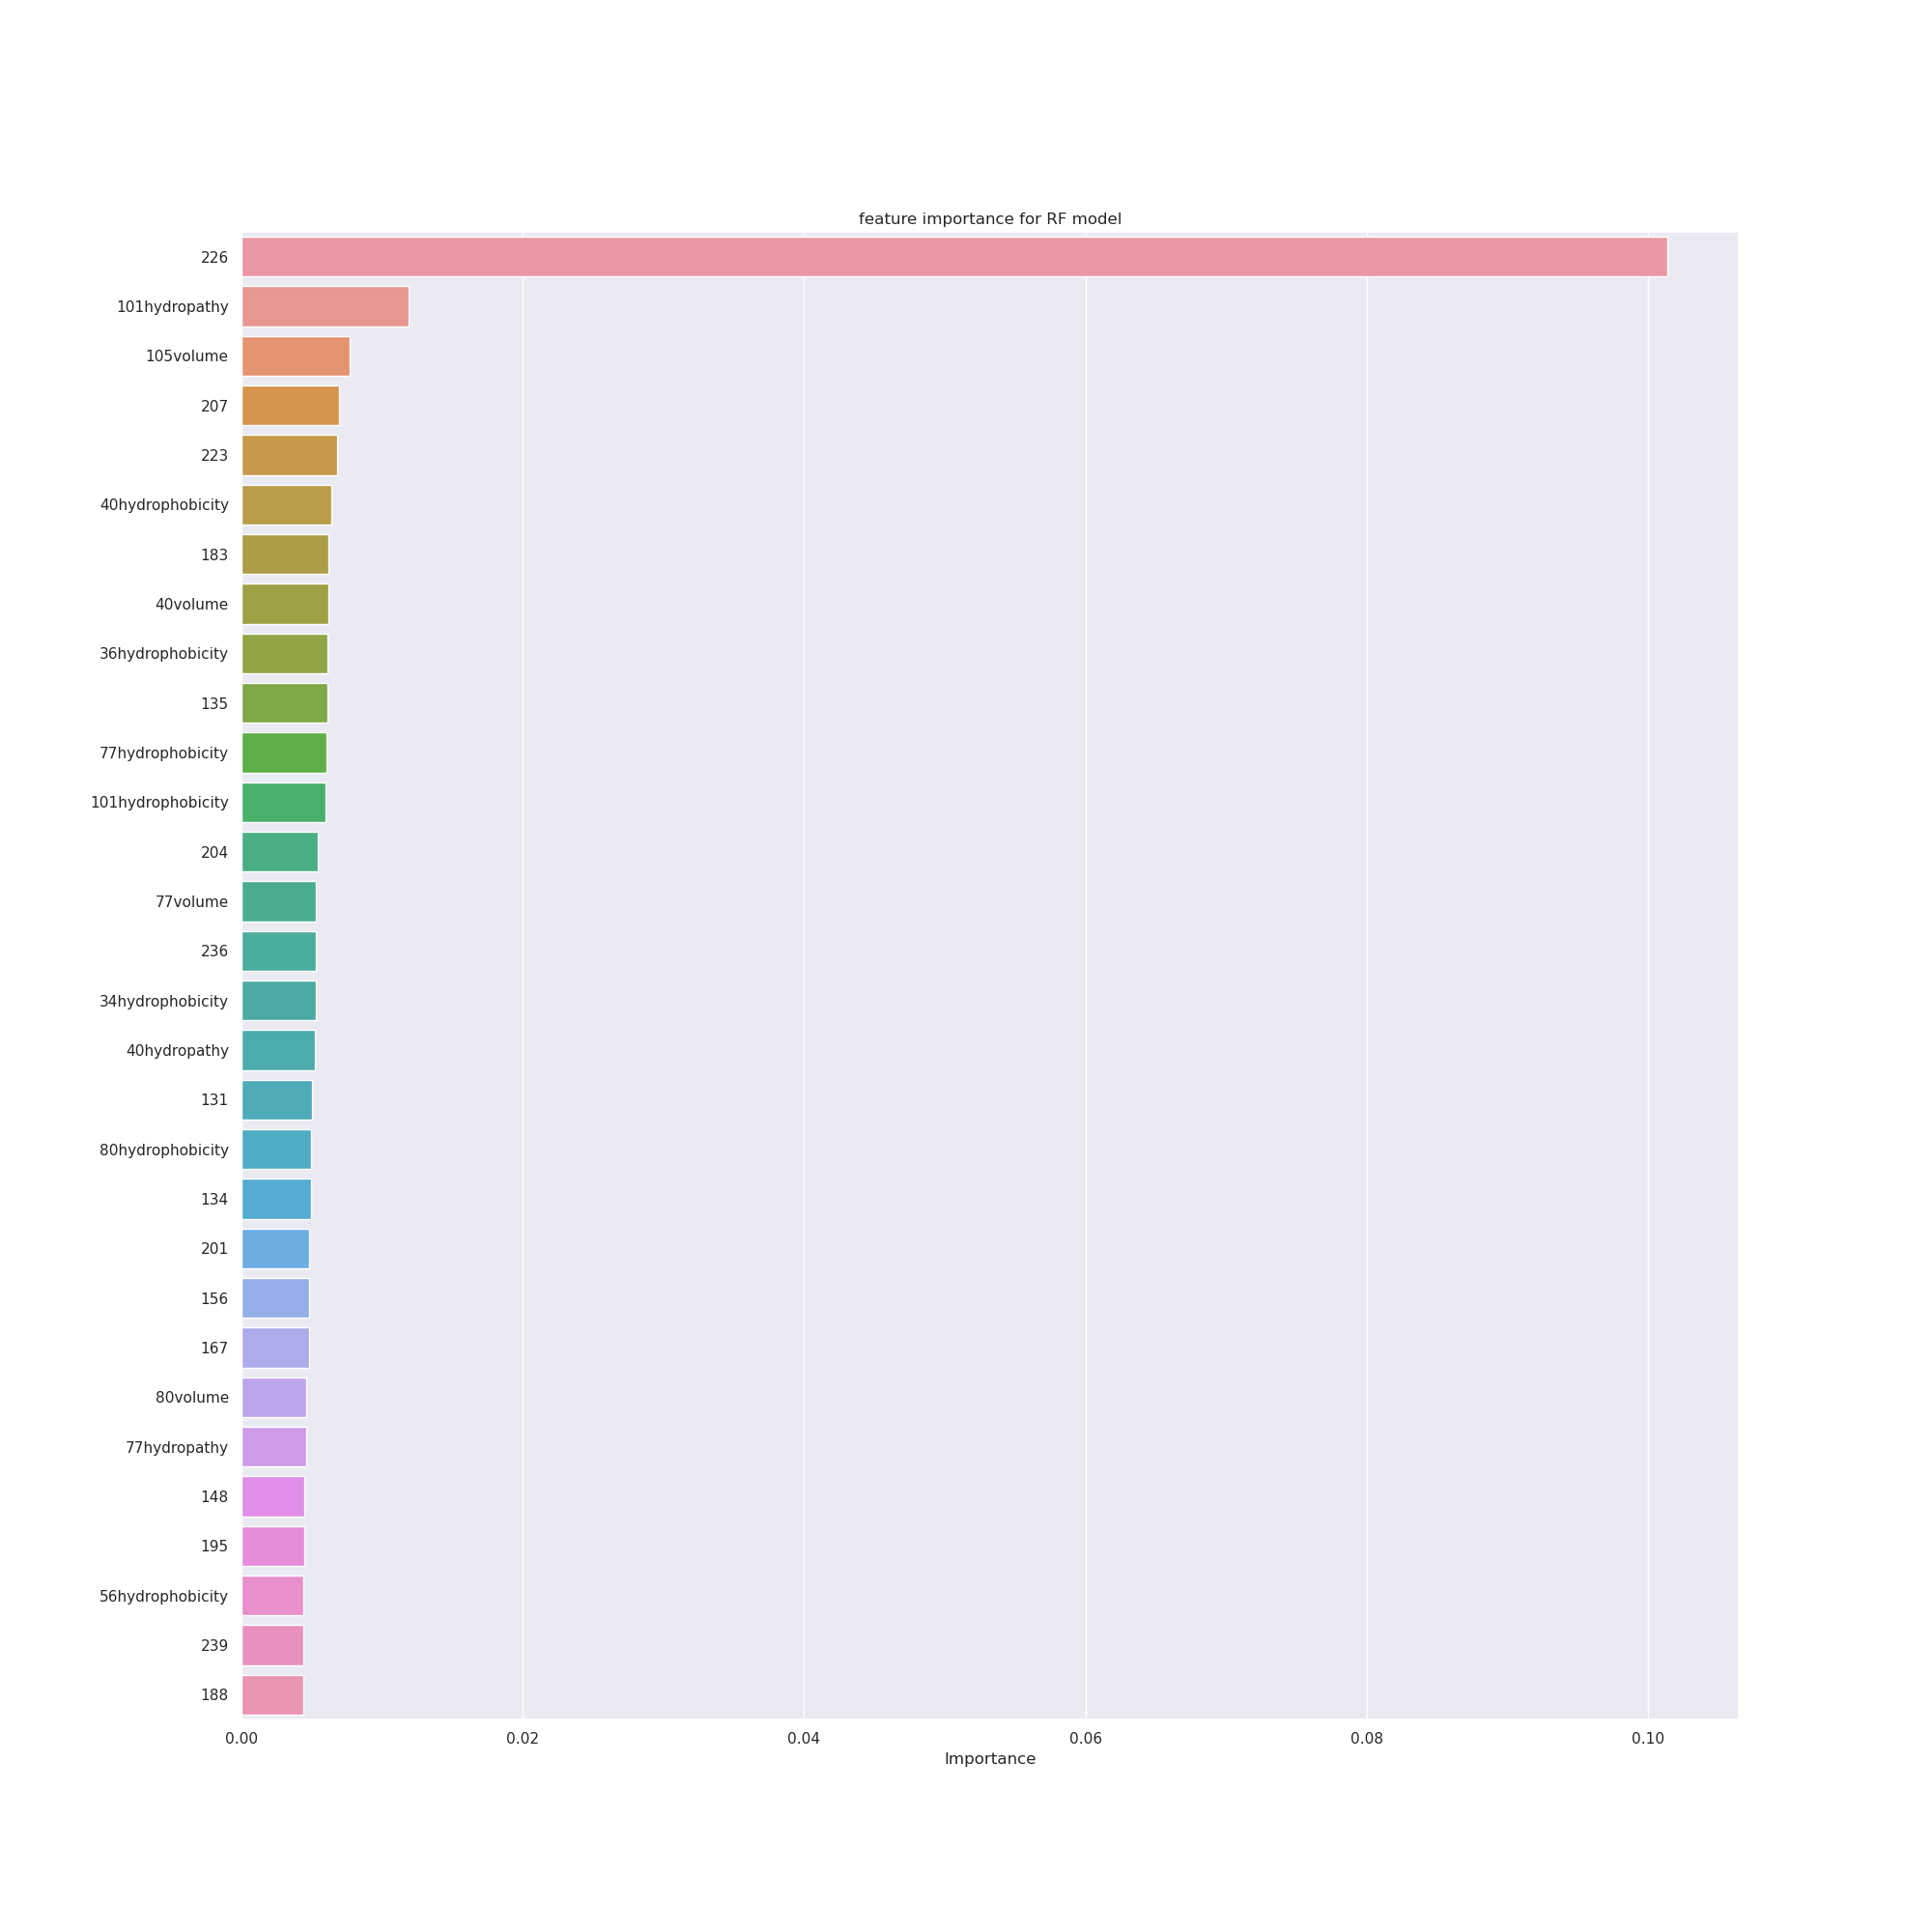 feature importance for RF model
226
101hydropathy
105volume
207
223
40hydrophobicity
183
40volume
36hydrophobicity
135
77hydrophobicity
101hydrophobicity
204
77volume
236
34hydrophobicity
40hydropathy
131
80hydrophobicity
134
201
156
167
80volume
77hydropathy
148
195
56hydrophobicity
239
188
0.00 0.02 0.04 0.06 0.08 0.10
Importance